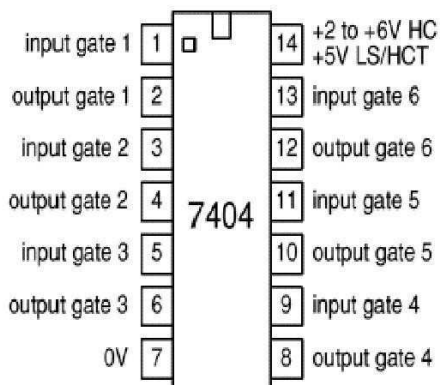 input gate 1 1 14 +2 to +6V HC
+5V LS/HCT
output gate 1 2 13 input gate 6
input gate 2 3 12 output gate 6
output gate 2 4 11 input gate 5
7404
input gate 3 5 10 output gate 5
output gate 3 6 9 input gate 4
0V 7 8 output gate 4